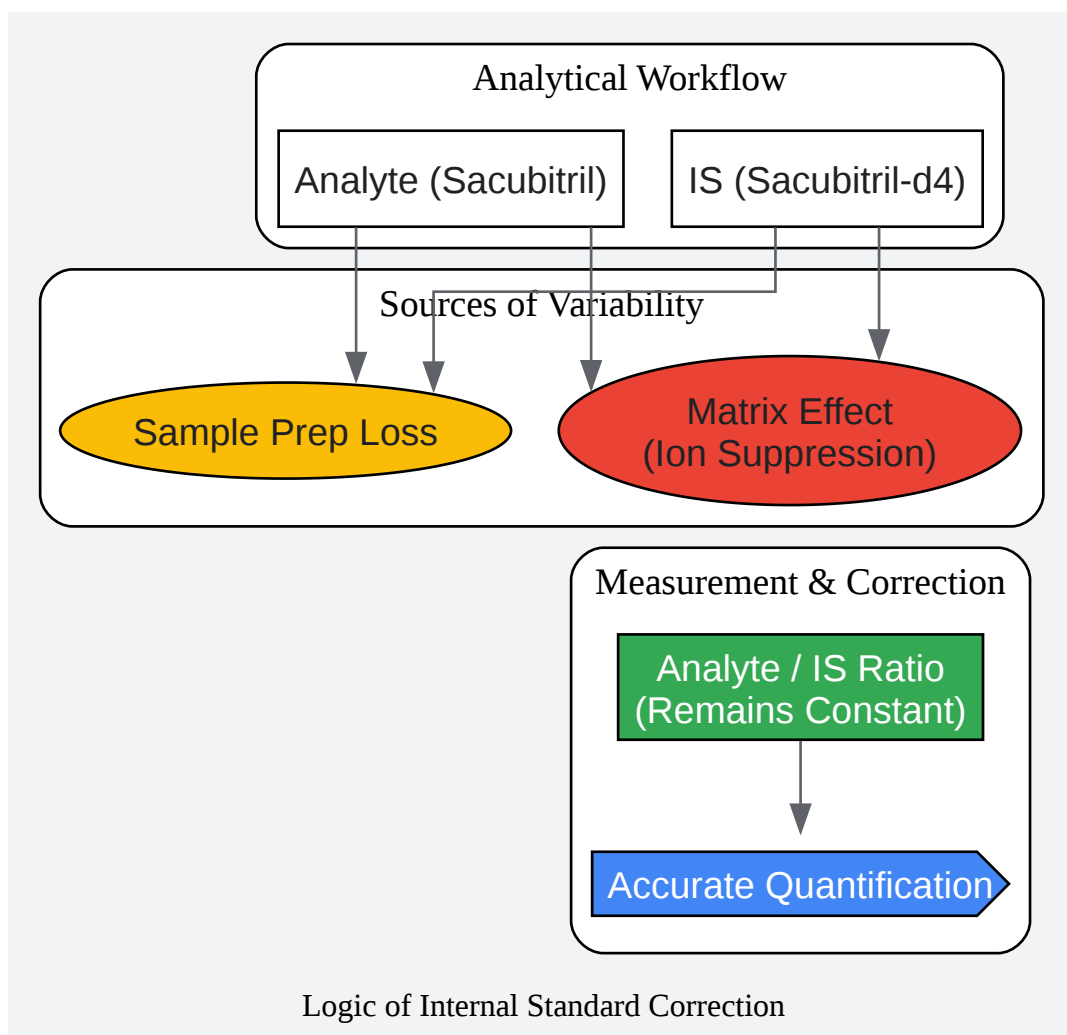 Analytical Workflow
Analyte (Sacubitril)
IS (Sacubitril-d4)
Sources of Variability
Sample Prep Loss
Matrix Effect
(Ion Suppression)
Measurement & Correction
Analyte / IS Ratio
(Remains Constant)
Accurate Quantification
Logic of Internal Standard Correction